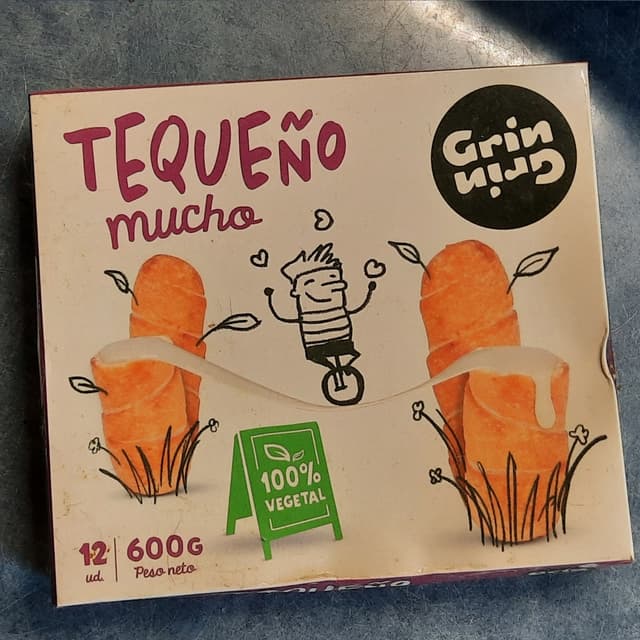 TEQUEÑO
mucho
Grin
Grin
100%
VEGETAL
12
ud.
600G
Peso neto